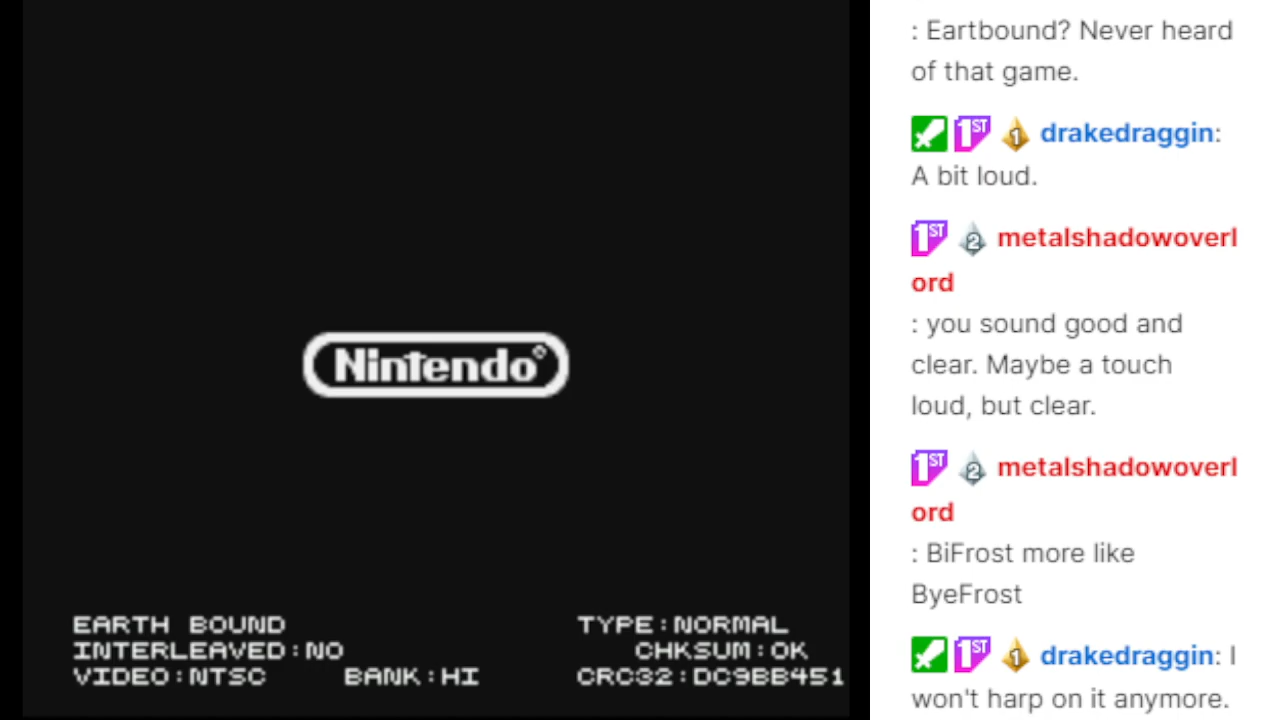 Nintendo®
EARTH BOUND
INTERLEAVED:NO
VIDEO:NTSC BANK:HI
TYPE:NORMAL
CHKSUM:OK
CRC32:DC9BB451
: Eartbound? Never heard
of that game.
1ST 1 drakedraggin:
A bit loud.
1ST 2 metalshadowoverl
ord
: you sound good and
clear. Maybe a touch
loud, but clear.
1ST 2 metalshadowoverl
ord
: BiFrost more like
ByeFrost
1ST 1 drakedraggin: I
won't harp on it anymore.